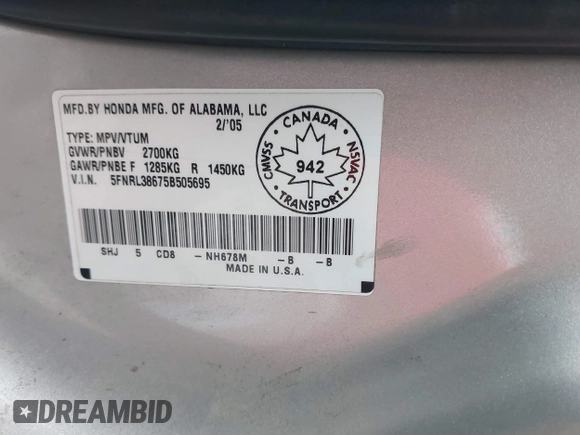 MFD.BY HONDA MFG. OF ALABAMA, LLC
2/'05
TYPE: MPV/VTUM
GVWR/PNBV 2700KG
GAWR/PNBE F 1285KG R 1450KG
V.I.N. 5FNRL38675B505695
CANADA
CMVSS
942
NSVAC
TRANSPORT
SHJ 5 CD8 -NH678M -B -B
MADE IN U.S.A.
DREAMBID